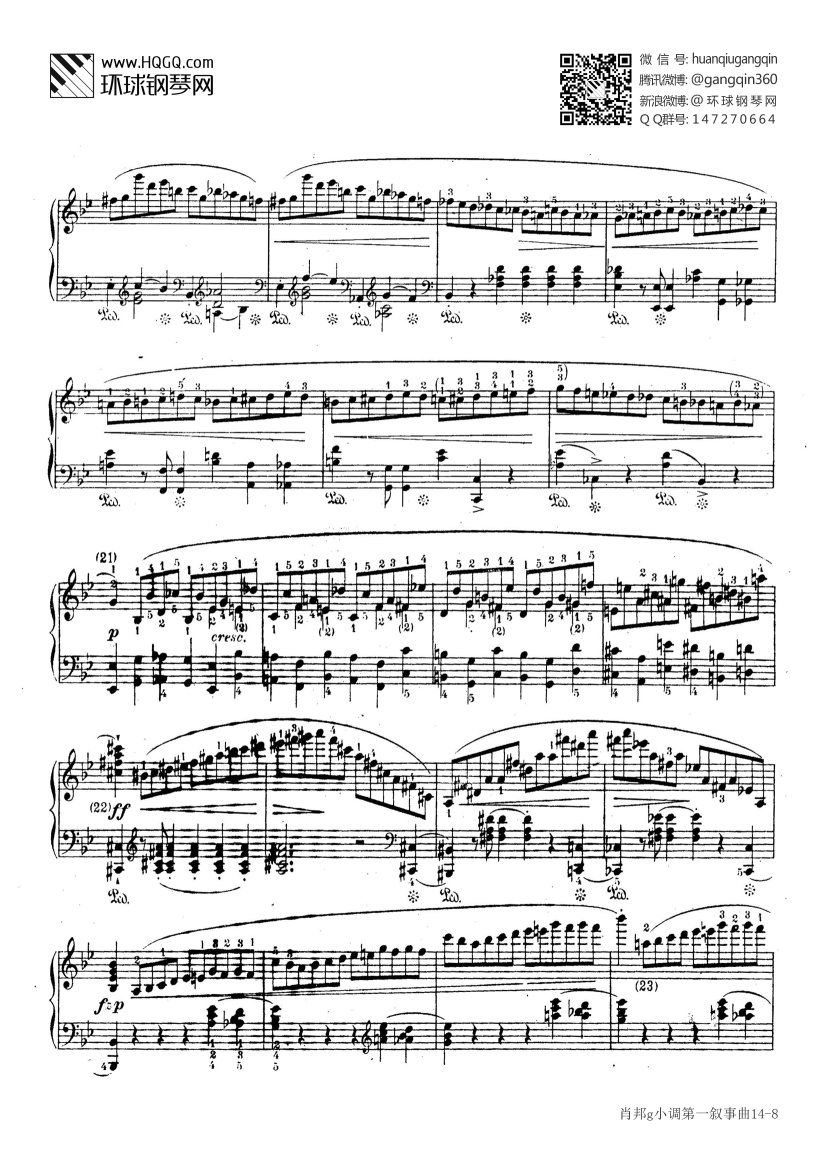 www.HQGQ.com
环球钢琴网
微 信 号: huanqiugangqin
腾讯微博: @gangqin360
新浪微博: @环球钢琴网
Q Q群号: 147270664
(21)
p
cresc.
(22) ff
fzp
(23)
肖邦g小调第一叙事曲14-8